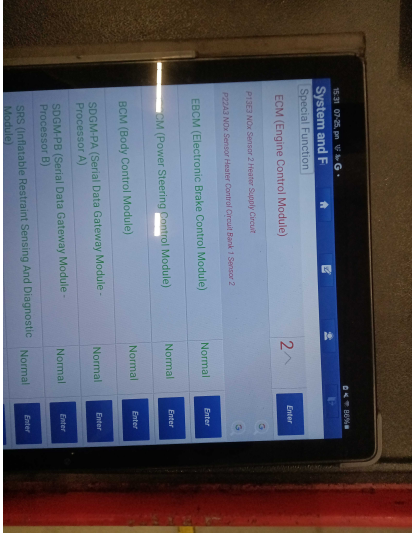 15:31 07-25, pn G •
86%
System and F
Special Function
ECM (Engine Control Module)
2
Enter
P13E3 NOx Sensor 2 Heater Supply Circuit
G
P22A3 NOx Sensor Heater Control Circuit Bank 1 Sensor 2
G
EBCM (Electronic Brake Control Module)
Normal
Enter
CM (Power Steering Control Module)
Normal
Enter
BCM (Body Control Module)
Normal
Enter
SDGM-PA (Serial Data Gateway Module -
Processor A)
Normal
Enter
SDGM-PB (Serial Data Gateway Module -
Processor B)
Normal
Enter
SRS (Inflatable Restraint Sensing And Diagnostic
Module)
Normal
Enter